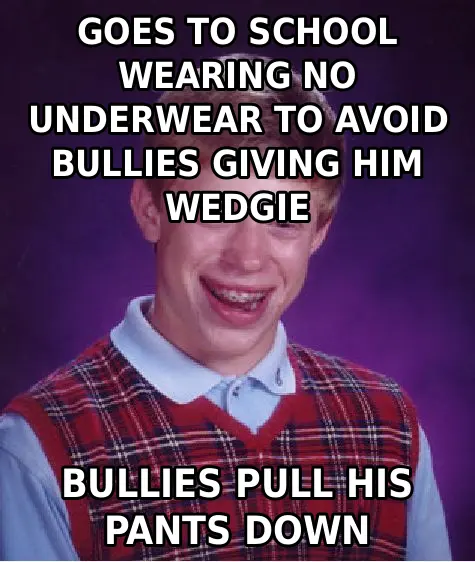 GOES TO SCHOOL
WEARING NO
UNDERWEAR TO AVOID
BULLIES GIVING HIM
WEDGIE
BULLIES PULL HIS
PANTS DOWN